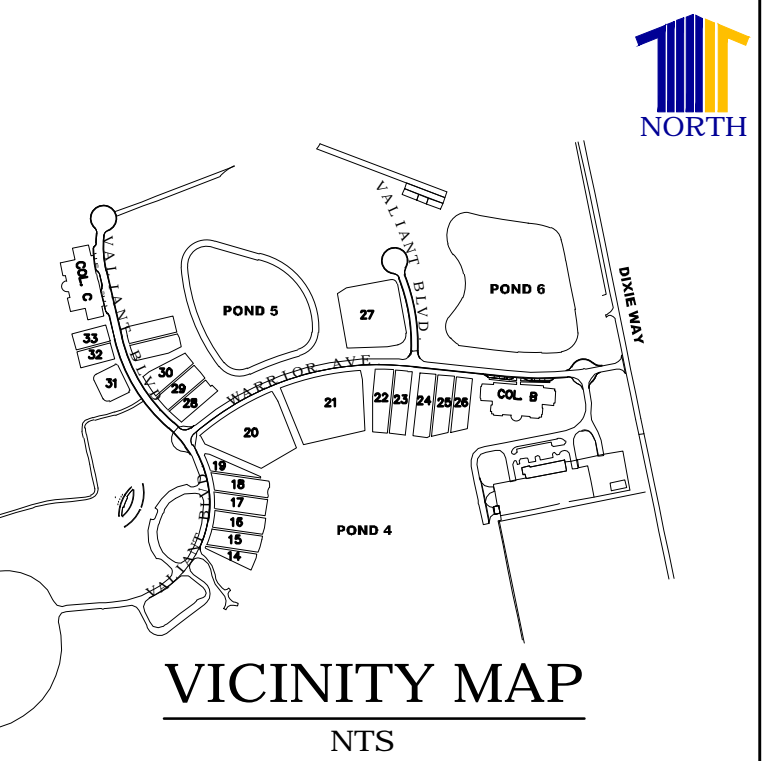 NORTH
VALIANT BLVD.
VALIANT BLVD.
COL. C
POND 5
POND 6
DIXIE WAY
27
33
32
31
30
29
28
WARRIOR AVE
COL. B
22 23 24 25 26
21
20
19
18
17
16
15
14
VALIANT BLVD
POND 4
VICINITY MAP
NTS